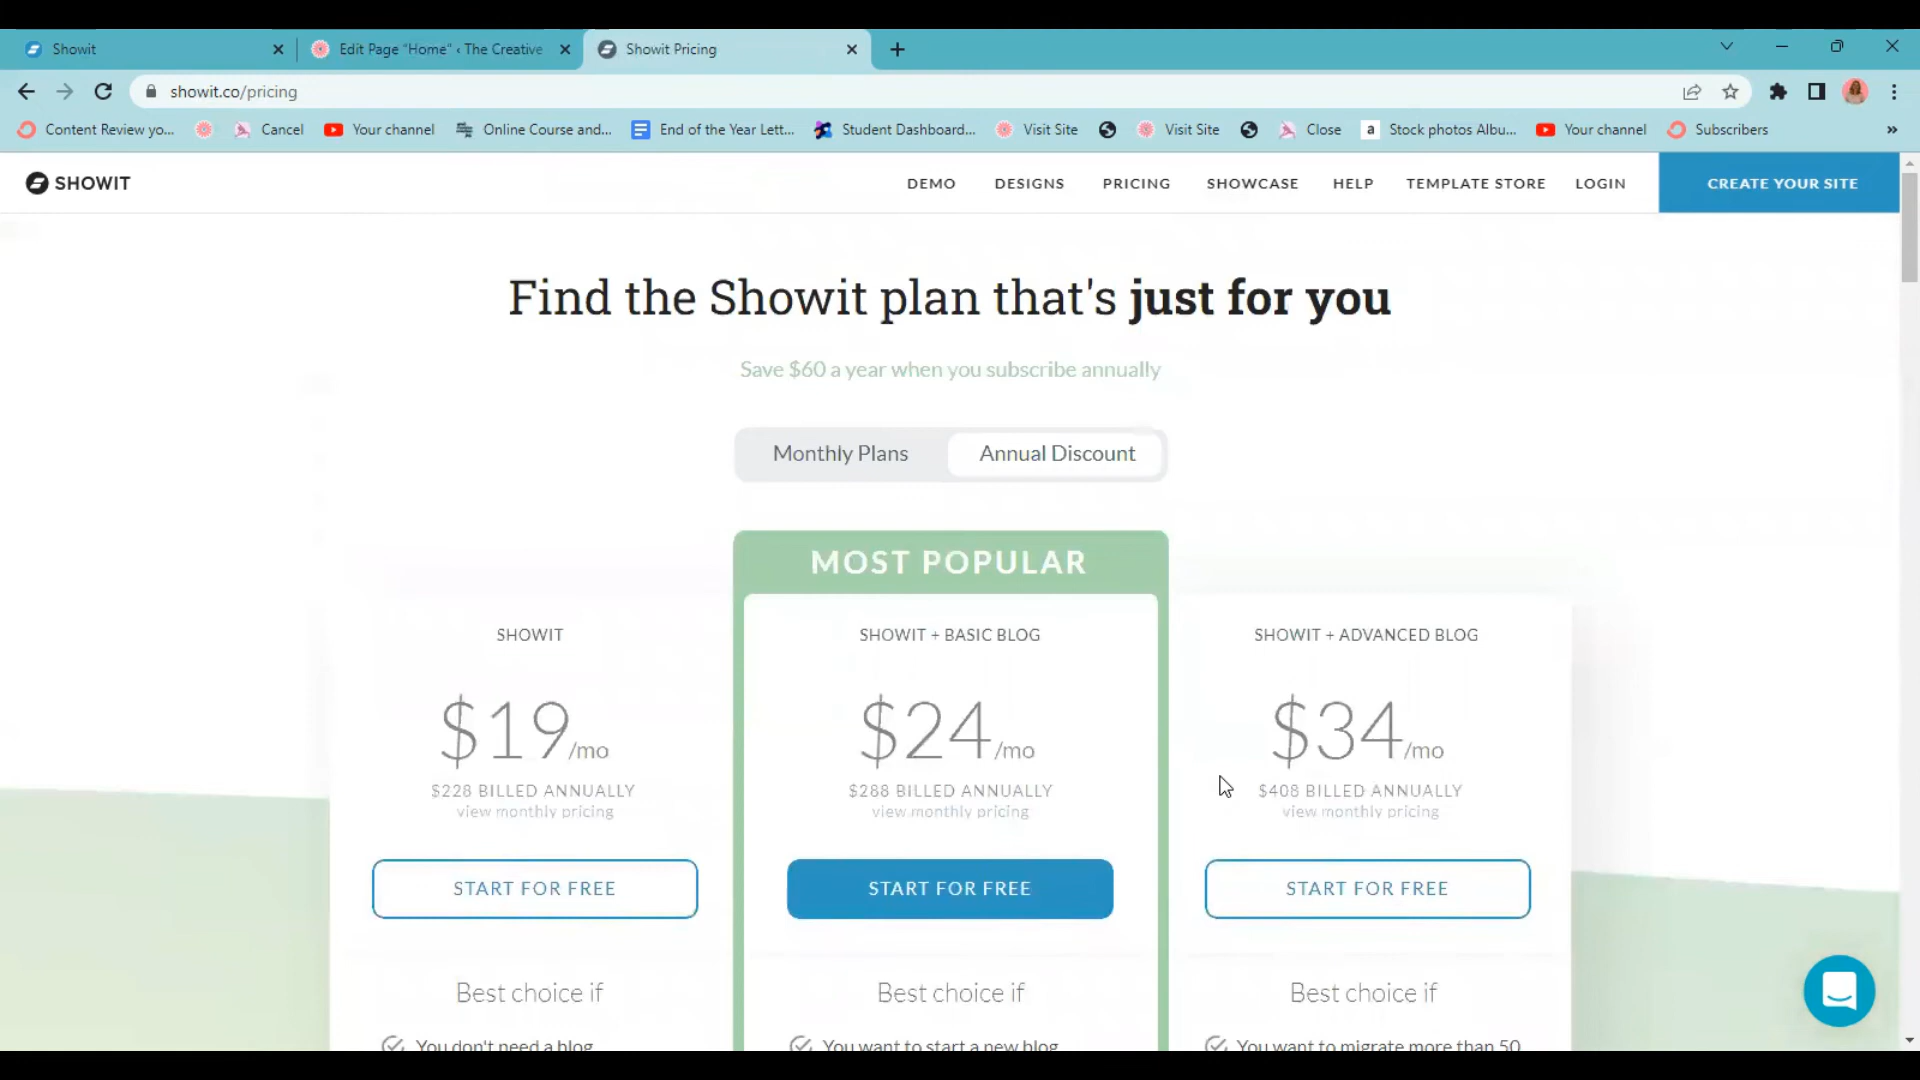 Showit
Edit Page "Home" ‹ The Creative
Showit Pricing
showit.co/pricing
Content Review yo...
Cancel
Your channel
Online Course and...
End of the Year Lett...
Student Dashboard...
Visit Site
Visit Site
Close
a
Stock photos Albu...
Your channel
Subscribers
»
SHOWIT
DEMO
DESIGNS
PRICING
SHOWCASE
HELP
TEMPLATE STORE
LOGIN
CREATE YOUR SITE
Find the Showit plan that's just for you
Save $60 a year when you subscribe annually
Monthly Plans
Annual Discount
MOST POPULAR
SHOWIT
$19/mo
$228 BILLED ANNUALLY
view monthly pricing
START FOR FREE
Best choice if
You don't need a blog
SHOWIT + BASIC BLOG
$24/mo
$288 BILLED ANNUALLY
view monthly pricing
START FOR FREE
Best choice if
You want to start a new blog
SHOWIT + ADVANCED BLOG
$34/mo
$408 BILLED ANNUALLY
view monthly pricing
START FOR FREE
Best choice if
You want to migrate more than 50